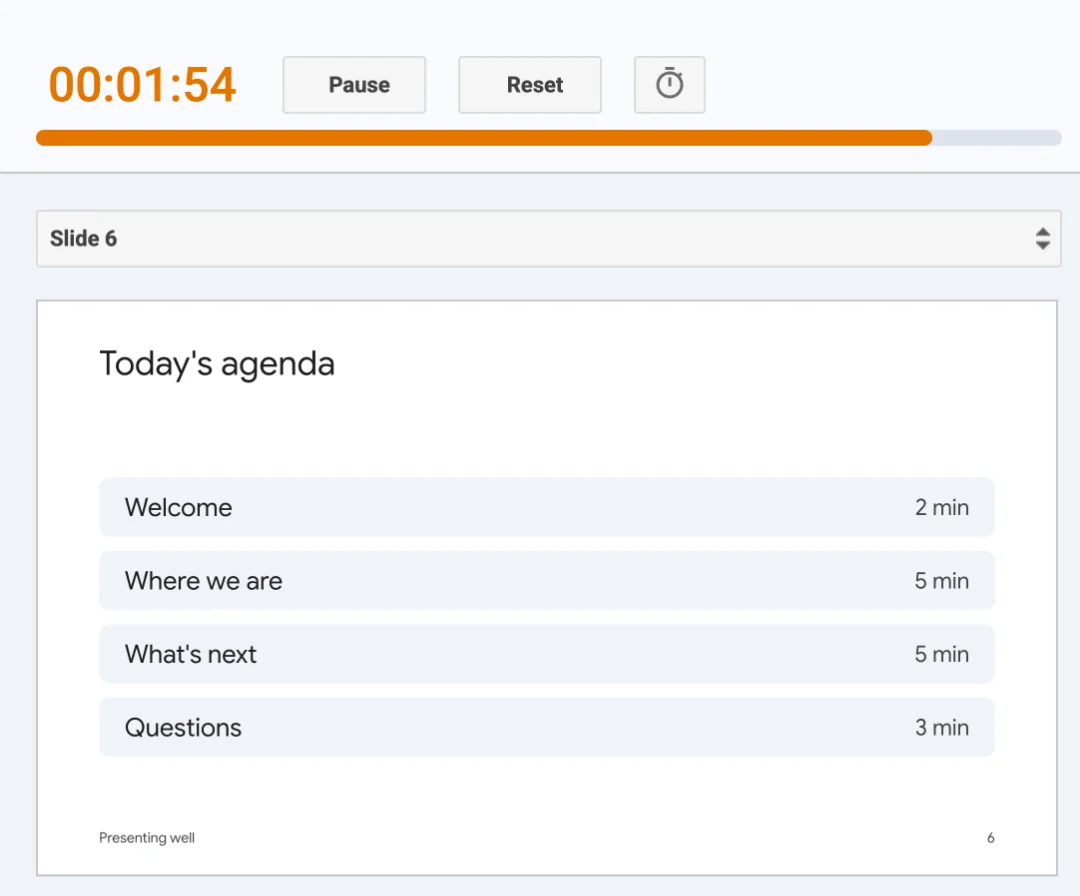 00:01:54 Pause Reset
Slide 6
Today's agenda
Welcome 2 min
Where we are 5 min
What's next 5 min
Questions 3 min
Presenting well 6